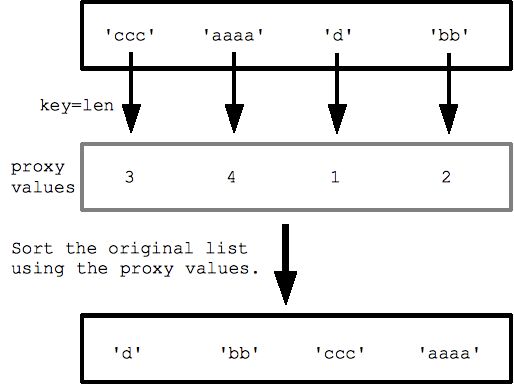 'ccc' 'aaaa' 'd' 'bb'
key=len
proxy
values
3 4 1 2
Sort the original list
using the proxy values.
'd' 'bb' 'ccc' 'aaaa'